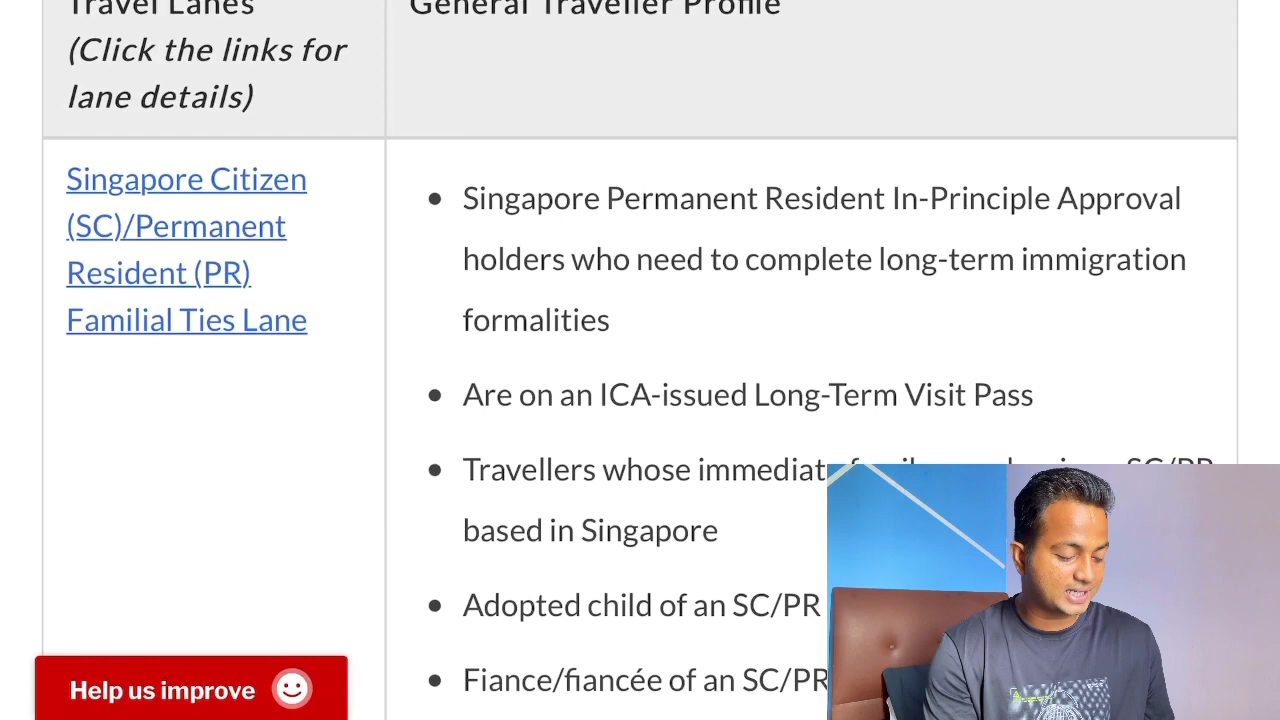 Travel Lanes
(Click the links for
lane details)
General Traveller Profile
Singapore Citizen
(SC)/Permanent
Resident (PR)
Familial Ties Lane
Singapore Permanent Resident In-Principle Approval
holders who need to complete long-term immigration
formalities
Are on an ICA-issued Long-Term Visit Pass
Travellers whose SC/PR
based in Singapore
Adopted child of an SC/PR
Fiance/fiancée of an SC/PR
Help us improve